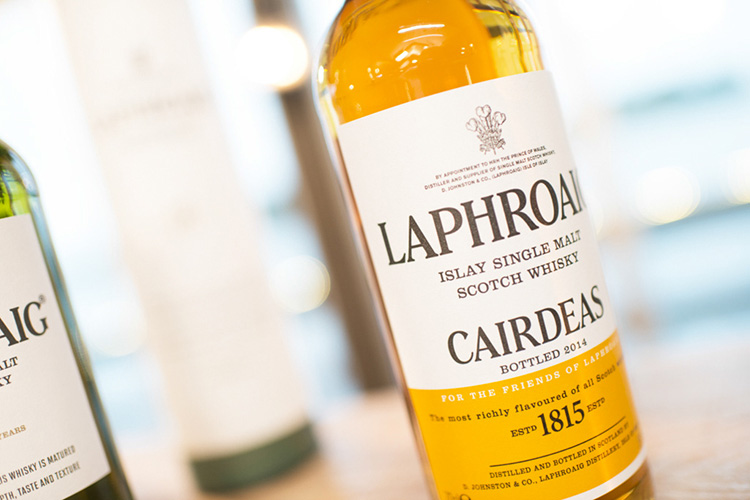 BY APPOINTMENT TO HRH THE PRINCE OF WALES,
DISTILLER AND SUPPLIER OF SINGLE MALT SCOTCH WHISKY,
D. JOHNSTON & CO., (LAPHROAIG) ISLE OF ISLAY
LAPHROAIG
ISLAY SINGLE MALT
SCOTCH WHISKY
CAIRDEAS
BOTTLED 2014
FOR THE FRIENDS OF LAPHROAIG
The most richly flavoured of all Scotch
ESTD 1815 ESTD
DISTILLED AND BOTTLED IN SCOTLAND BY
D. JOHNSTON & CO., (LAPHROAIG) DISTILLERY,
AIG®
ALT
KY
YEARS
IS WHISKY IS MATURED
PTH, TASTE AND TEXTURE